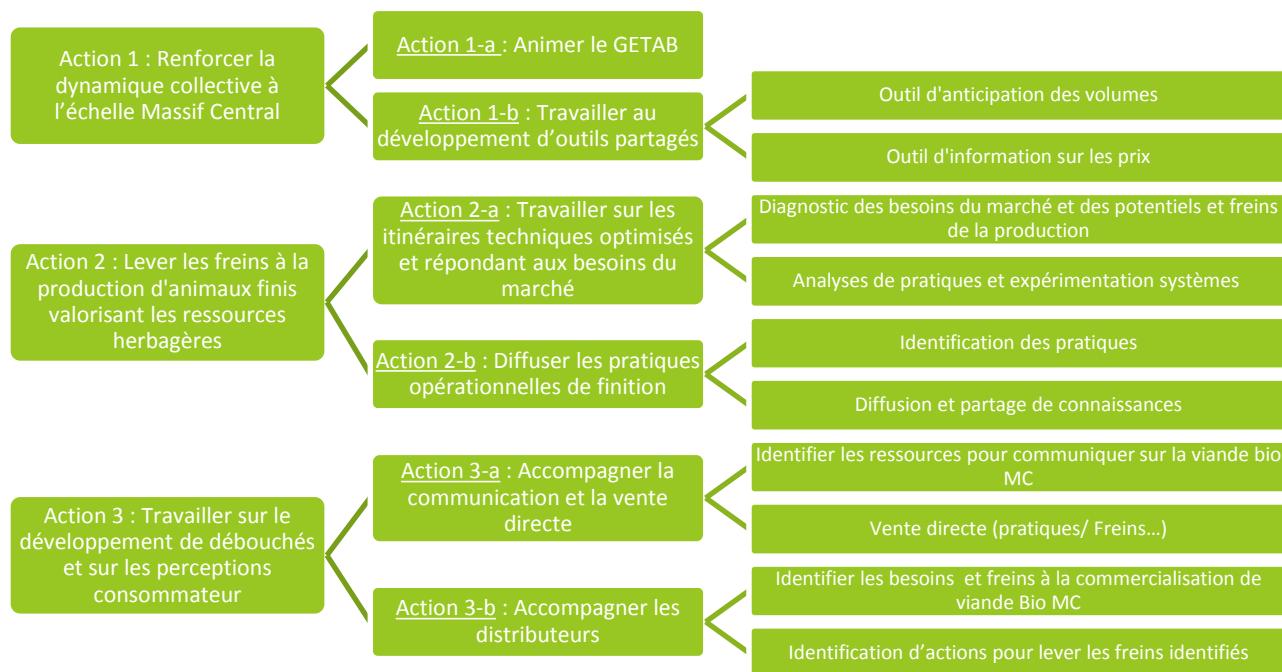 Action 1 : Renforcer la
dynamique collective à
l'échelle Massif Central
Action 1-a : Animer le GETAB
Action 1-b : Travailler au
développement d'outils partagés
Outil d'anticipation des volumes
Outil d'information sur les prix
Action 2 : Lever les freins à la
production d'animaux finis
valorisant les ressources
herbagères
Action 2-a : Travailler sur les
itinéraires techniques optimisés
et répondant aux besoins du
marché
Diagnostic des besoins du marché et des potentiels et freins
de la production
Analyses de pratiques et expérimentation systèmes
Action 2-b : Diffuser les pratiques
opérationnelles de finition
Identification des pratiques
Diffusion et partage de connaissances
Action 3 : Travailler sur le
développement de débouchés
et sur les perceptions
consommateur
Action 3-a : Accompagner la
communication et la vente
directe
Identifier les ressources pour communiquer sur la viande bio
MC
Vente directe (pratiques/ Freins…)
Action 3-b : Accompagner les
distributeurs
Identifier les besoins  et freins à la commercialisation de
viande Bio MC
Identification d'actions pour lever les freins identifiés